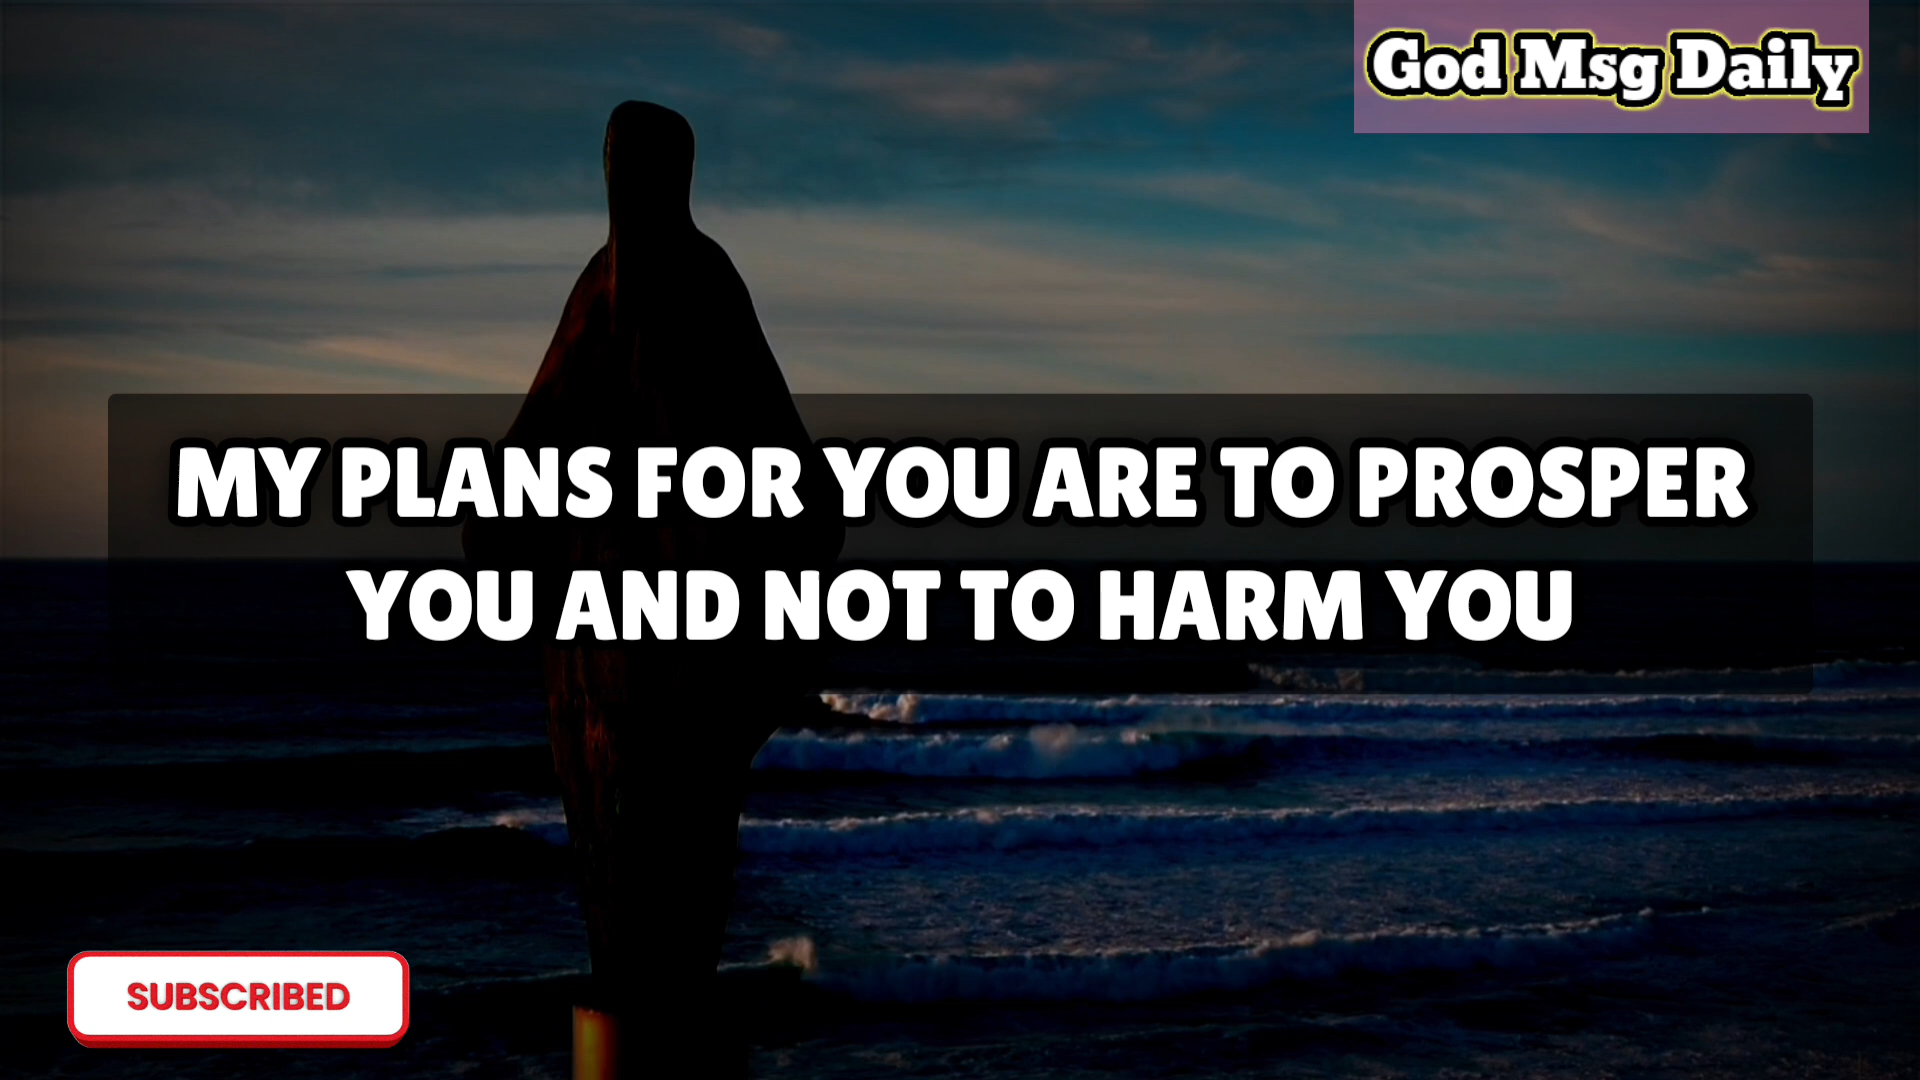 God Msg Daily
MY PLANS FOR YOU ARE TO PROSPER
YOU AND NOT TO HARM YOU
SUBSCRIBED